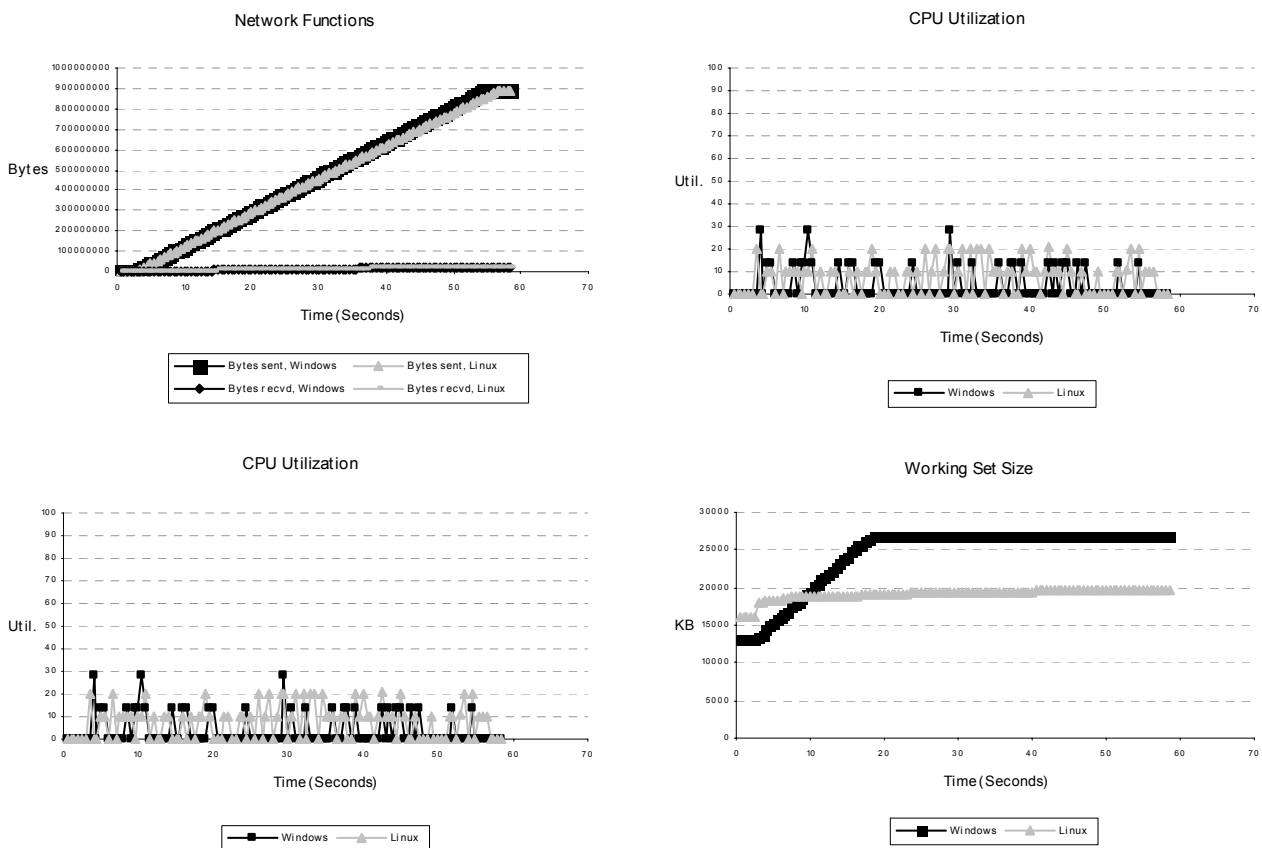 Network Functions
1000000000
900000000
800000000
700000000
600000000
500000000
400000000
300000000
200000000
100000000
0
Bytes
0 10 20 30 40 50 60 70
Time (Seconds)
Bytes sent, Windows Bytes sent, Linux
Bytes recvd, Windows Bytes recvd, Linux
CPU Utilization
100
90
80
70
60
50
40
30
20
10
0
Util.
0 10 20 30 40 50 60 70
Time (Seconds)
Windows Linux
CPU Utilization
100
90
80
70
60
50
40
30
20
10
0
Util.
0 10 20 30 40 50 60 70
Time (Seconds)
Windows Linux
Working Set Size
30000
25000
20000
15000
10000
5000
0
KB
0 10 20 30 40 50 60 70
Time (Seconds)
Windows Linux